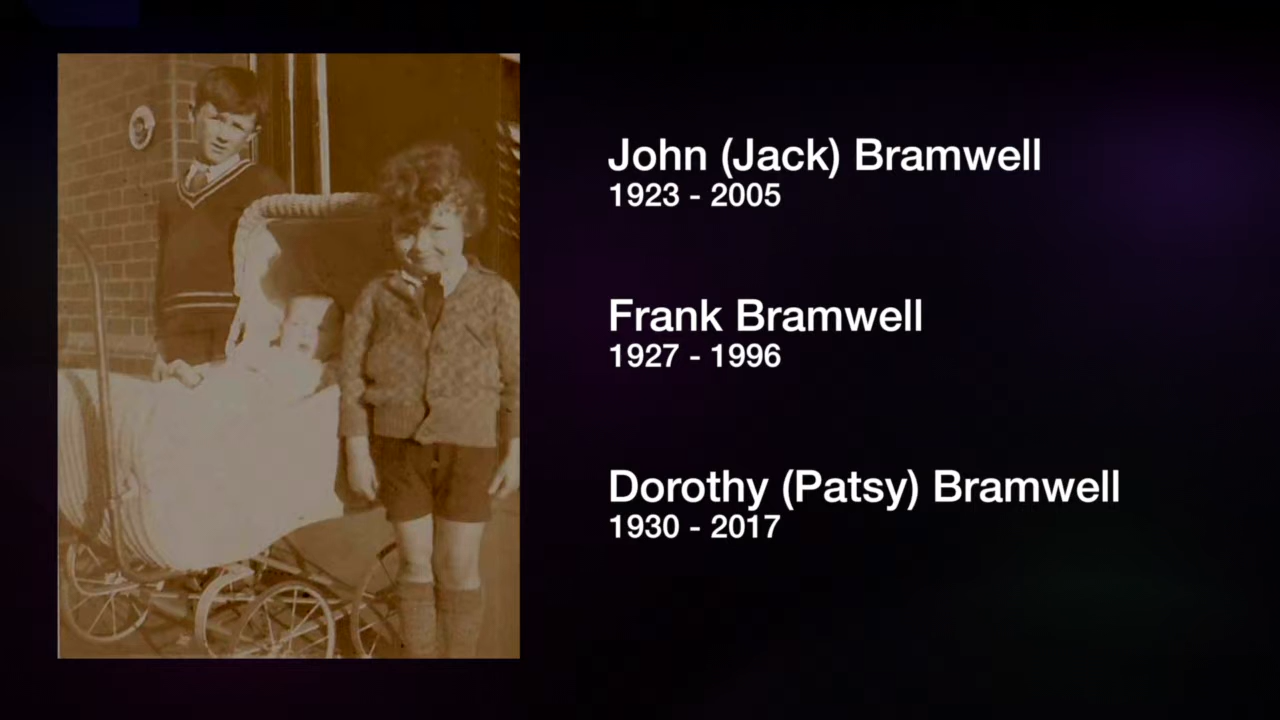 John (Jack) Bramwell
1923 - 2005
Frank Bramwell
1927 - 1996
Dorothy (Patsy) Bramwell
1930 - 2017